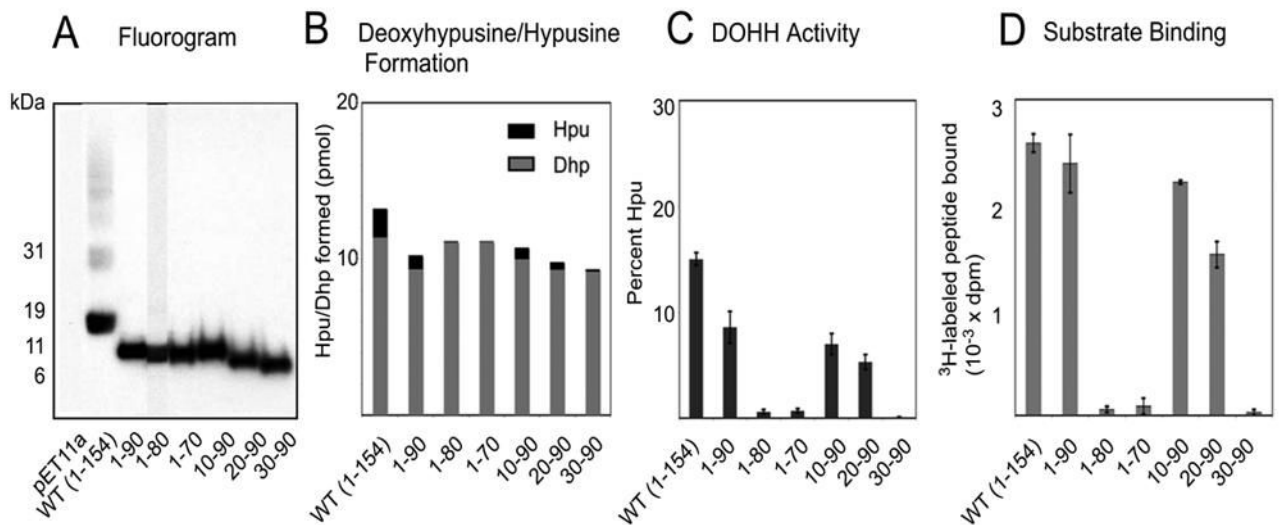 A Fluorogram
kDa
31
19
11
6
pET11a
WT (1-154)
1-90
1-80
1-70
10-90
20-90
30-90
B Deoxyhypusine/Hypusine
Formation
Hpu/Dhp formed (pmol)
20
10
Hpu
Dhp
WT (1-154)
1-90
1-80
1-70
10-90
20-90
30-90
C DOHH Activity
Percent Hpu
30
20
10
WT (1-154)
1-90
1-80
1-70
10-90
20-90
30-90
D Substrate Binding
³H-labeled peptide bound
(10⁻³ x dpm)
3
2
1
WT (1-154)
1-90
1-80
1-70
10-90
20-90
30-90